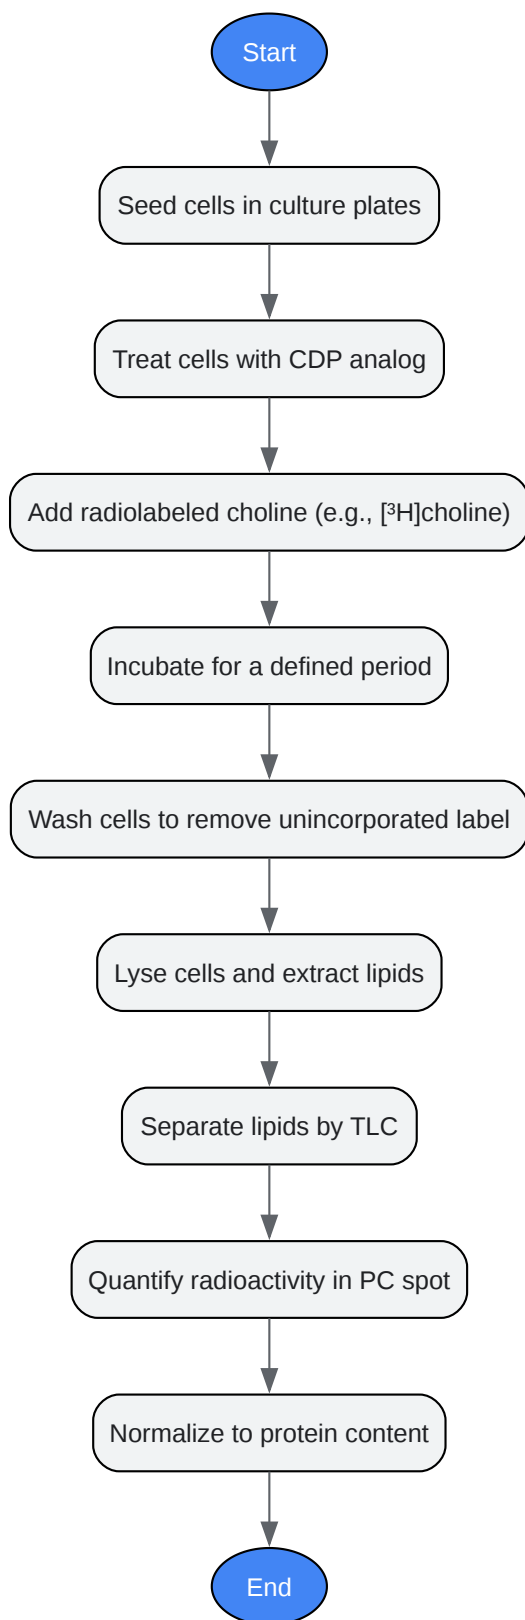 Start
Seed cells in culture plates
Treat cells with CDP analog
Add radiolabeled choline (e.g., [³H]choline)
Incubate for a defined period
Wash cells to remove unincorporated label
Lyse cells and extract lipids
Separate lipids by TLC
Quantify radioactivity in PC spot
Normalize to protein content
End